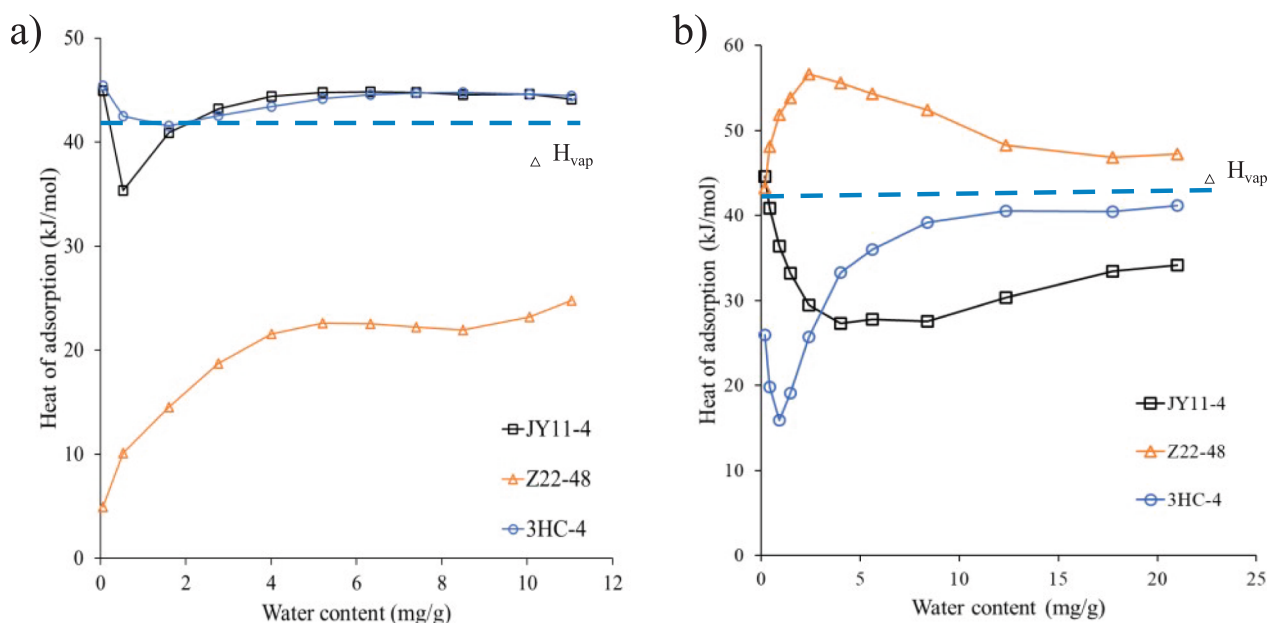 a)
50
40
30
20
10
0
0 2 4 6 8 10 12
Heat of adsorption (kJ/mol)
Water content (mg/g)
△ Hvap
JY11-4
Z22-48
3HC-4
b)
60
50
40
30
20
10
0
0 5 10 15 20 25
Heat of adsorption (kJ/mol)
Water content (mg/g)
△ Hvap
JY11-4
Z22-48
3HC-4